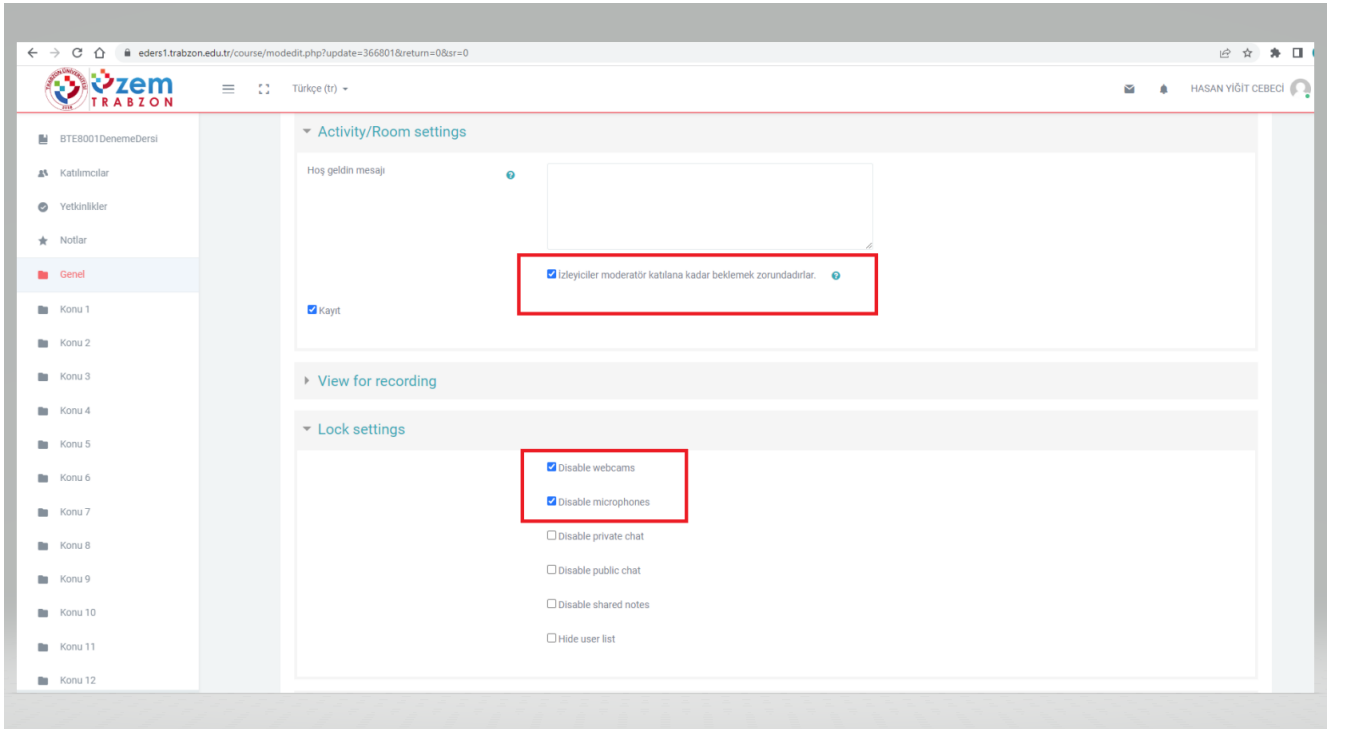 eders1.trabzon.edu.tr/course/modedit.php?update=366801&return=0&sr=0
üzem
TRABZON
Türkçe (tr)
HASAN YİĞİT CEBECİ
BTE8001DenemeDersi
Katılımcılar
Yetkinlikler
Notlar
Genel
Konu 1
Konu 2
Konu 3
Konu 4
Konu 5
Konu 6
Konu 7
Konu 8
Konu 9
Konu 10
Konu 11
Konu 12
Activity/Room settings
Hoş geldin mesajı
İzleyiciler moderatör katılana kadar beklemek zorundadırlar.
Kayıt
View for recording
Lock settings
Disable webcams
Disable microphones
Disable private chat
Disable public chat
Disable shared notes
Hide user list